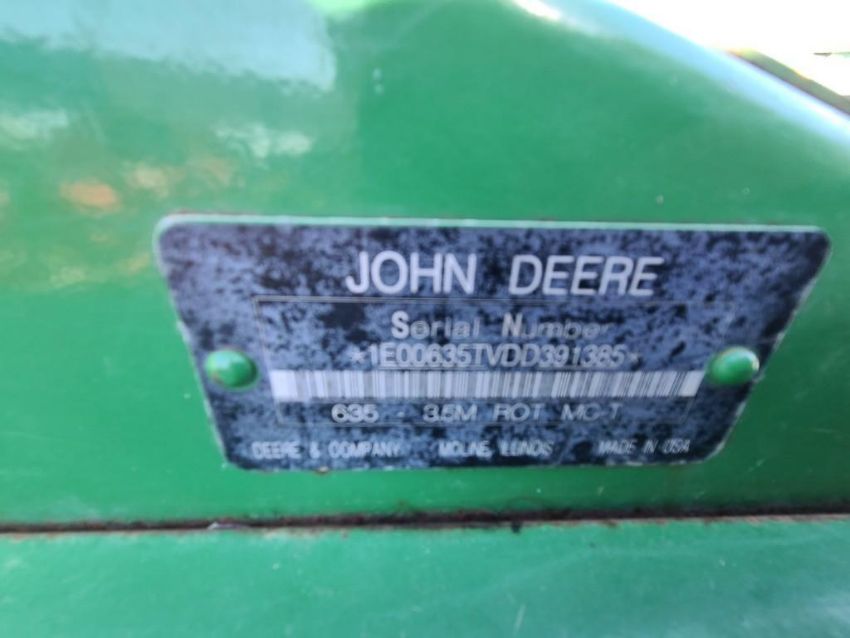 JOHN DEERE
Serial Number
*1E00635TVDD391385*
635 - 3.5M ROT MC-T
DEERE & COMPANY MOLINE, ILLINOIS MADE IN USA